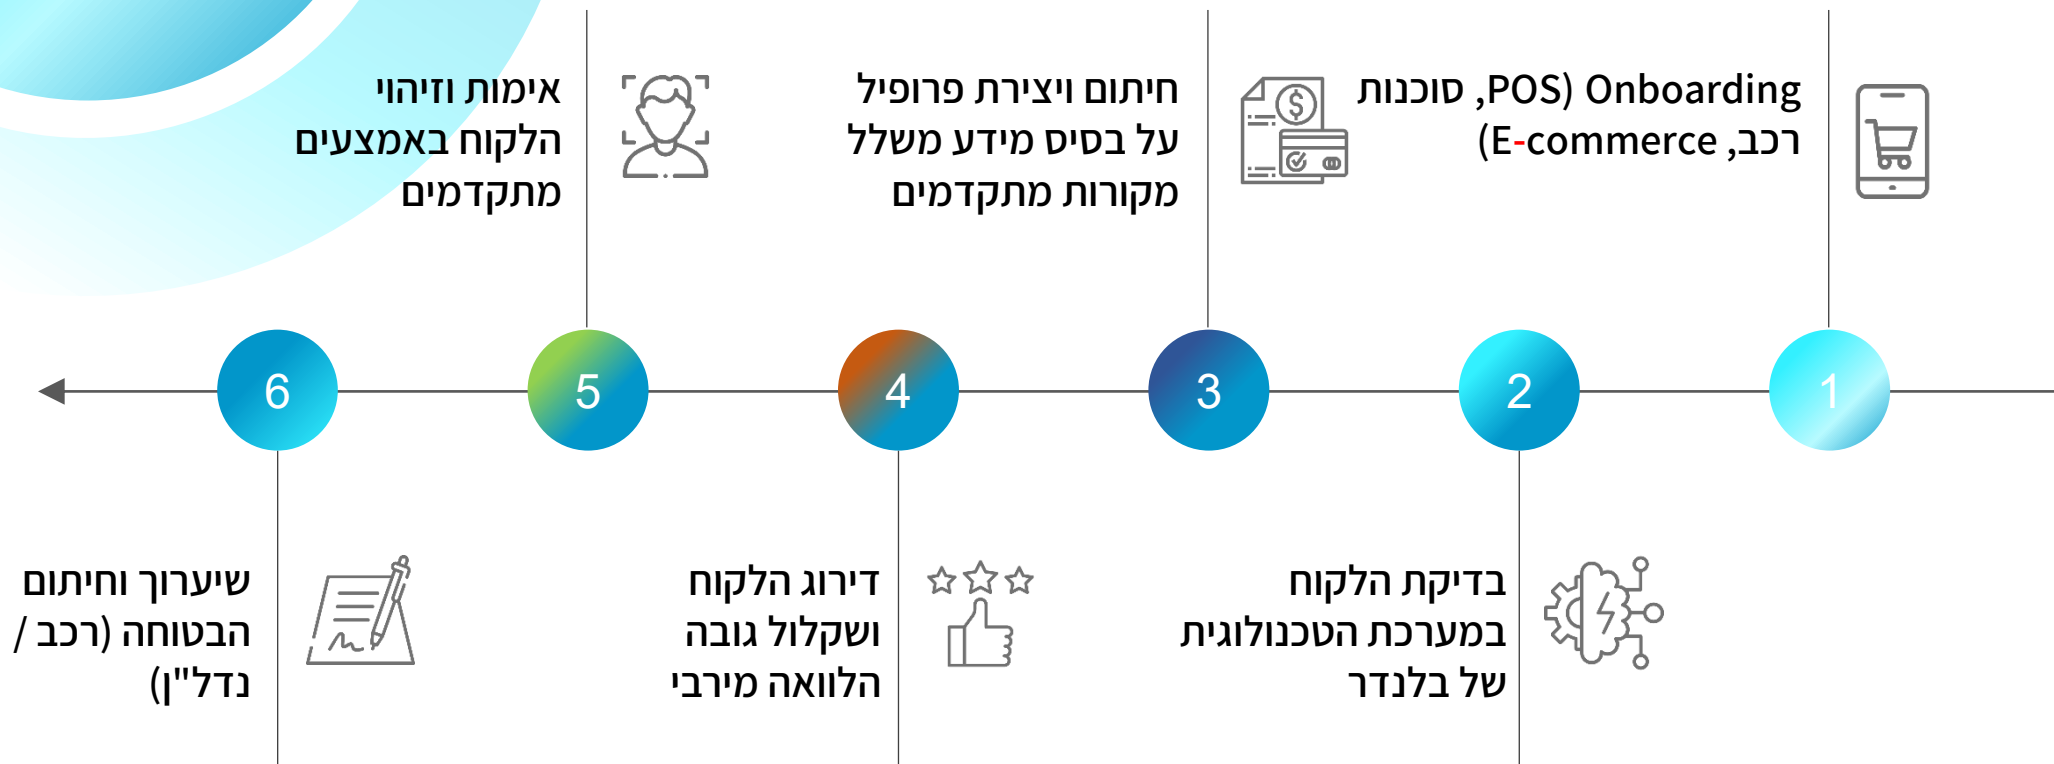 1
Onboarding (POS, סוכנות
רכב, E-commerce)
2
בדיקת הלקוח
במערכת הטכנולוגית
של בלנדר
3
חיתום ויצירת פרופיל
על בסיס מידע משלל
מקורות מתקדמים
4
דירוג הלקוח
ושקלול גובה
הלוואה מירבי
5
אימות וזיהוי
הלקוח באמצעים
מתקדמים
6
שיערוך וחיתום
הבטוחה (רכב /
נדל"ן)